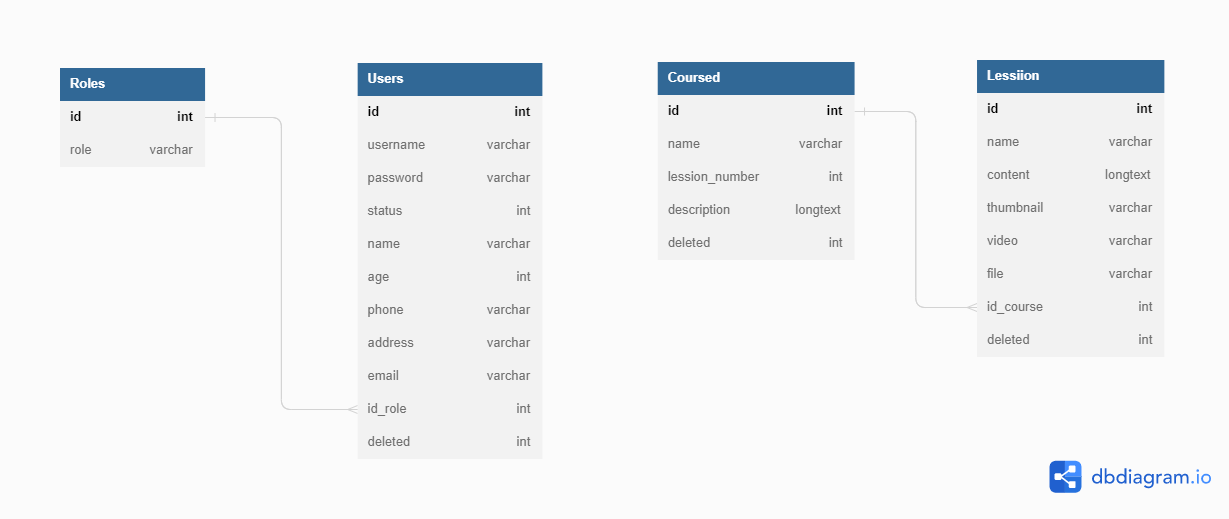 Roles
id int
role varchar
Users
id int
username varchar
password varchar
status int
name varchar
age int
phone varchar
address varchar
email varchar
id_role int
deleted int
Coursed
id int
name varchar
lession_number int
description longtext
deleted int
Lessiion
id int
name varchar
content longtext
thumbnail varchar
video varchar
file varchar
id_course int
deleted int
dbdiagram.io